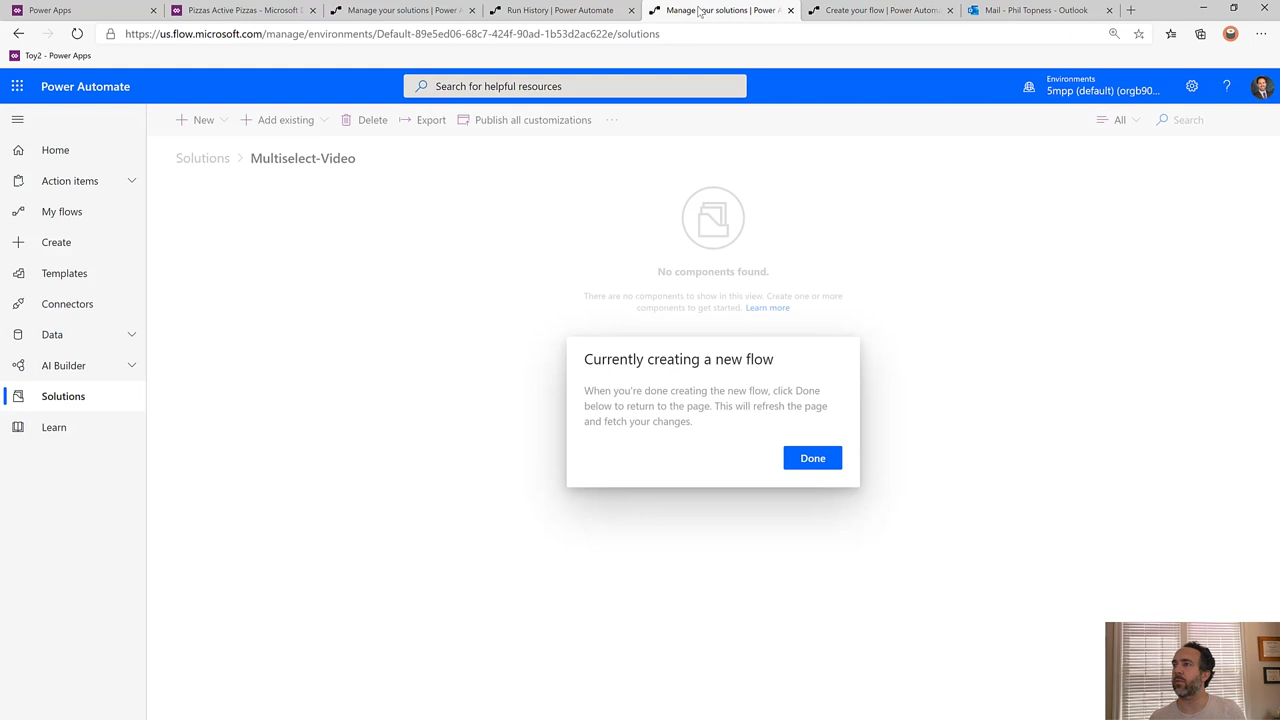 Power Apps
Pizzas Active Pizzas - Microsoft D
Manage your solutions | Power A
Run History | Power Automate
Manage your solutions | Power A
Create your flow | Power Autom
Mail - Phil Topness - Outlook
https://us.flow.microsoft.com/manage/environments/Default-89e5ed06-68c7-424f-90ad-1b53d2ac622e/solutions
Toy2 - Power Apps
Power Automate
Search for helpful resources
Environments
5mpp (default) (orgb90...
New
Add existing
Delete
Export
Publish all customizations
All
Search
Home
Action items
My flows
Create
Templates
Connectors
Data
AI Builder
Solutions
Learn
Solutions > Multiselect-Video
No components found.
There are no components to show in this view. Create one or more
components to get started. Learn more
Currently creating a new flow
When you're done creating the new flow, click Done
below to return to the page. This will refresh the page
and fetch your changes.
Done